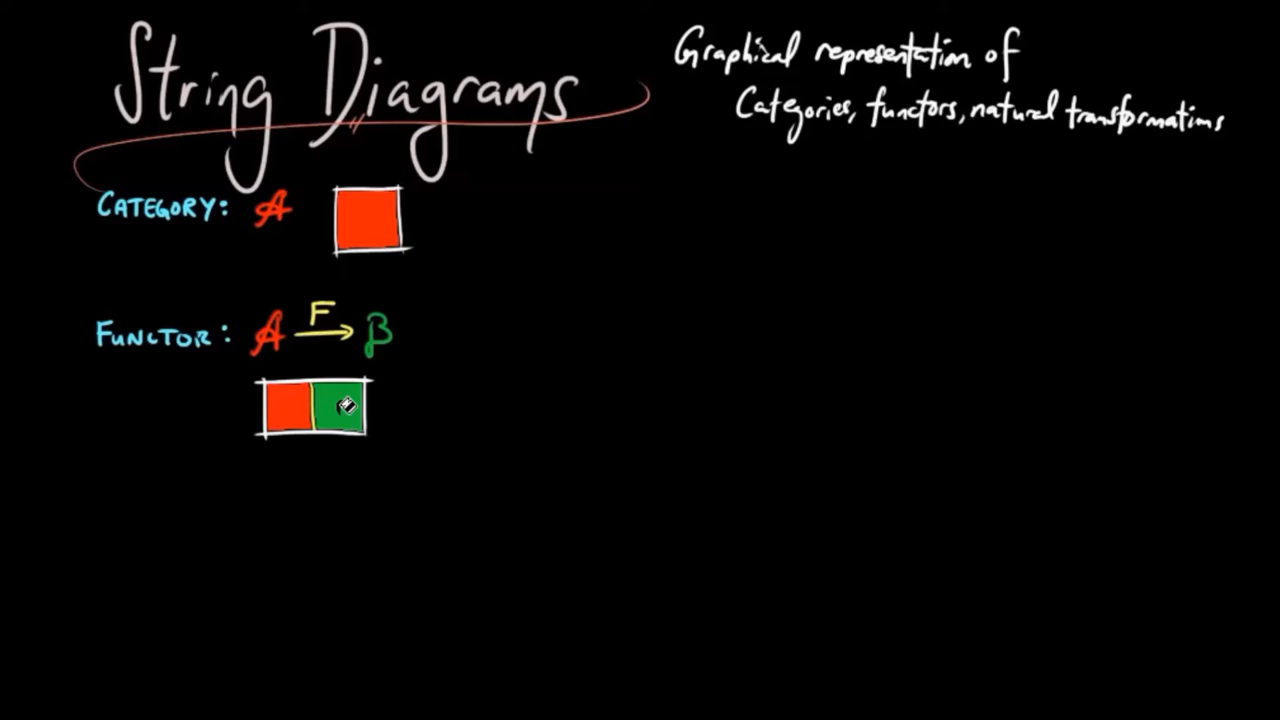 String Diagrams
Graphical representation of
Categories, functors, natural transformations
CATEGORY: A
FUNCTOR: A F B